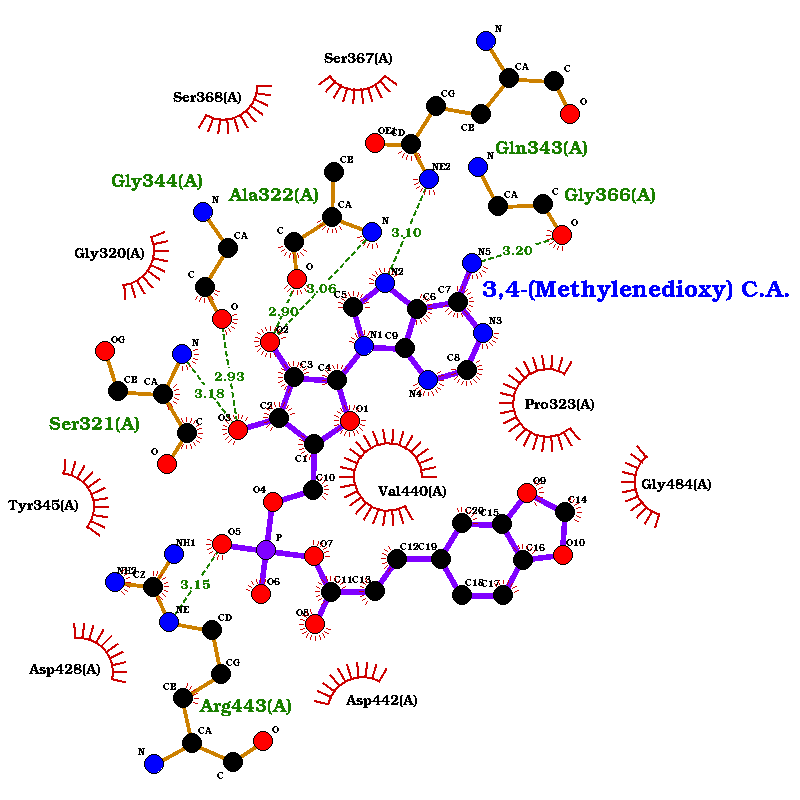 N
Ser367(A)
CA
C
Ser368(A)
CG
O
CB
OE1
CD
Gln343(A)
N
NE2
CB
Gly344(A)
Ala322(A)
Gly366(A)
CA
C
N
CA
N
O
3.10
C
CA
3.20
N5
Gly320(A)
O
N2
3.06
3,4-(Methylenedioxy) C.A.
C
C5
C6
C7
2.90
O
N3
O2
N1
C9
OG
N
C8
C3
C4
2.93
N4
CB
CA
3.18
Pro323(A)
C2
O1
Ser321(A)
O3
C
O
C1
Gly484(A)
C10
O9
Val440(A)
O4
C14
Tyr345(A)
C20
C15
O5
P
O7
NH1
C12
C19
C16
O10
NH2
CZ
3.15
O6
C11
C13
C18
C17
NE
O8
CD
Asp428(A)
CG
CB
Asp442(A)
Arg443(A)
CA
O
N
C